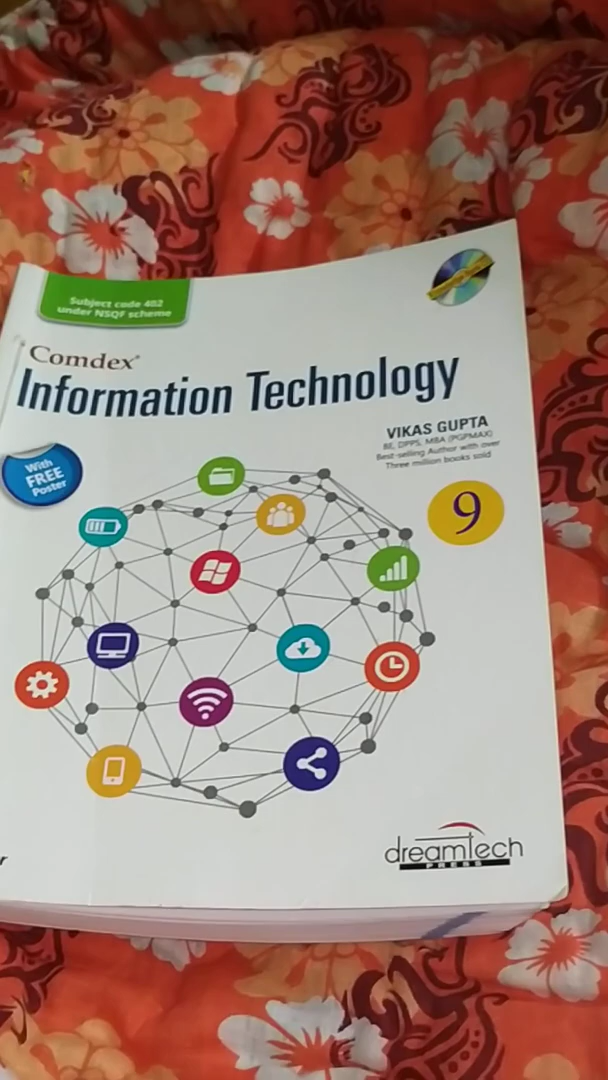 Subject code 402
under NSQF scheme
Comdex®
Information Technology
VIKAS GUPTA
BE, DPPS, MBA (PGPMAX)
Best-selling Author with over
Three million books sold
With
FREE
Poster
9
r
dreamtech
PRESS